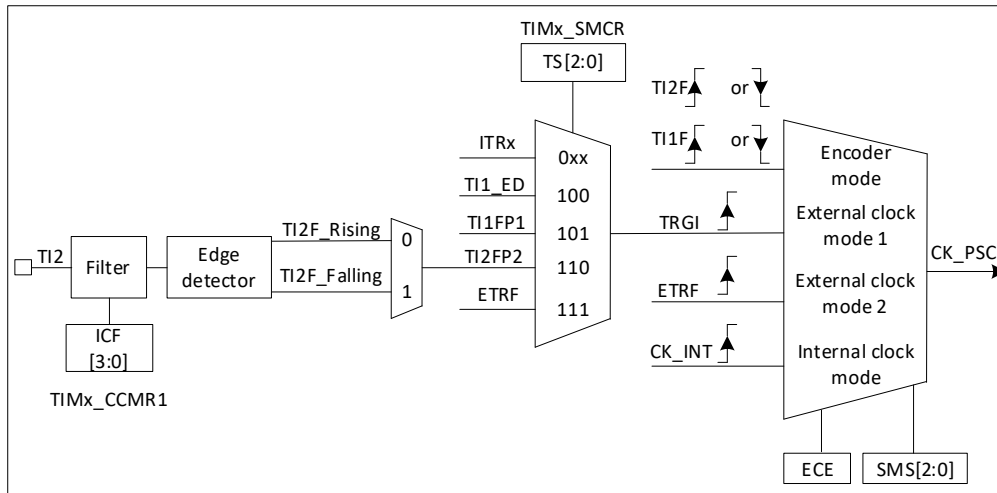 TIMx_SMCR
TS[2:0]
TI2F or
TI1F or
ITRx
0xx
Encoder
mode
TI1_ED
100
TRGI
External clock
mode 1
TI2F_Rising
0
TI1FP1
101
CK_PSC
TI2
Filter
Edge
detector
TI2FP2
110
TI2F_Falling
1
ETRF
111
ETRF
External clock
mode 2
ICF
[3:0]
CK_INT
Internal clock
mode
TIMx_CCMR1
ECE
SMS[2:0]